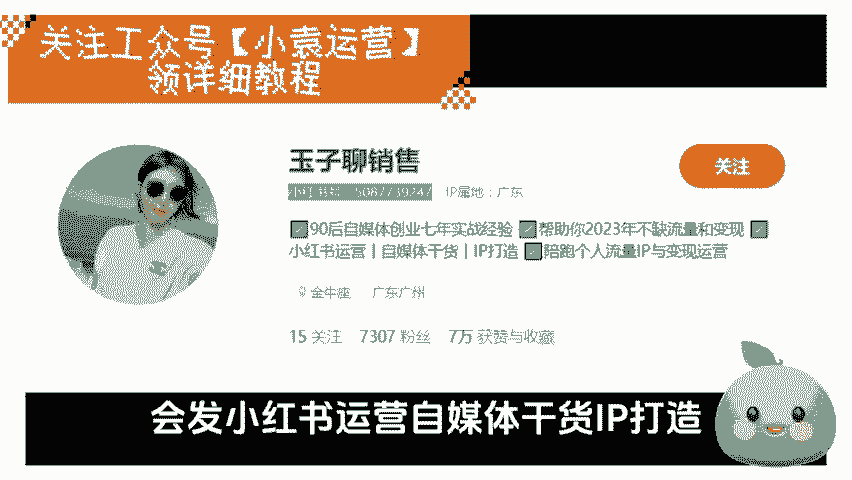 关注工众号【小袁运营】
领详细教程
玉子聊销售
关注
小红书号：5087739247 IP属地：广东
90后自媒体创业七年实战经验 帮助你2023年不缺流量和变现
小红书运营丨自媒体干货丨IP打造 陪跑个人流量IP与变现运营
金牛座 广东广州
15 关注 7307 粉丝 7万 获赞与收藏
会发小红书运营自媒体干货IP打造